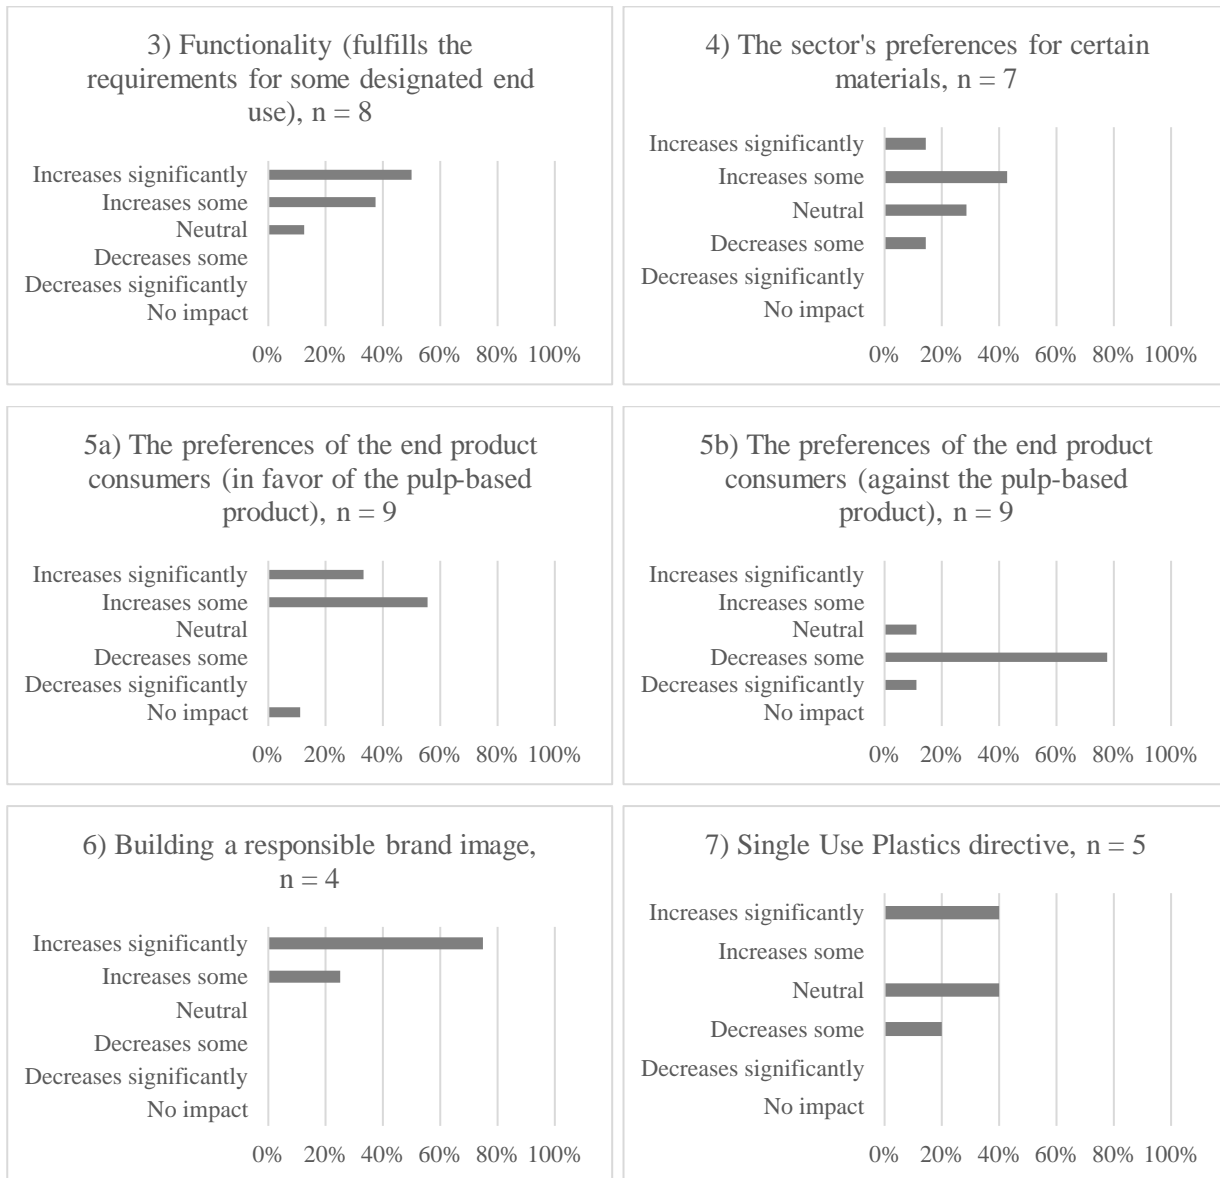 3) Functionality (fulfills the
requirements for some designated end
use), n = 8
Increases significantly
Increases some
Neutral
Decreases some
Decreases significantly
No impact
0% 20% 40% 60% 80% 100%
4) The sector's preferences for certain
materials, n = 7
Increases significantly
Increases some
Neutral
Decreases some
Decreases significantly
No impact
0% 20% 40% 60% 80% 100%
5a) The preferences of the end product
consumers (in favor of the pulp-based
product), n = 9
Increases significantly
Increases some
Neutral
Decreases some
Decreases significantly
No impact
0% 20% 40% 60% 80% 100%
5b) The preferences of the end product
consumers (against the pulp-based
product), n = 9
Increases significantly
Increases some
Neutral
Decreases some
Decreases significantly
No impact
0% 20% 40% 60% 80% 100%
6) Building a responsible brand image,
n = 4
Increases significantly
Increases some
Neutral
Decreases some
Decreases significantly
No impact
0% 20% 40% 60% 80% 100%
7) Single Use Plastics directive, n = 5
Increases significantly
Increases some
Neutral
Decreases some
Decreases significantly
No impact
0% 20% 40% 60% 80% 100%